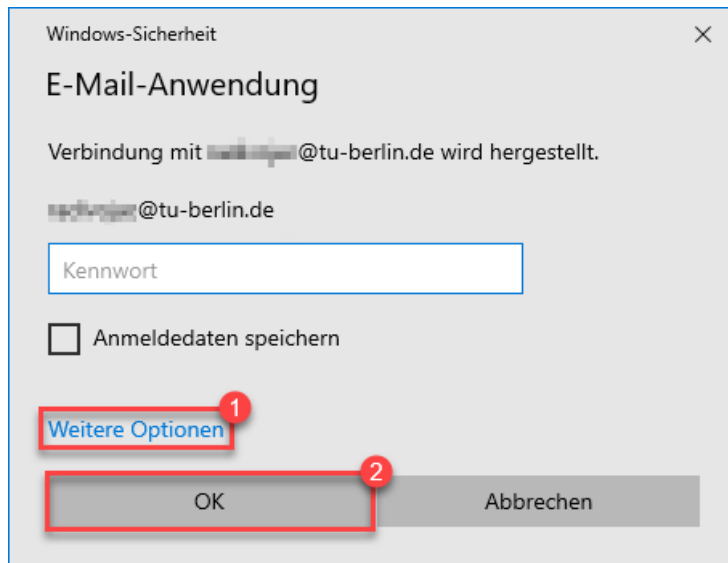 Windows-Sicherheit
E-Mail-Anwendung
Verbindung mit @tu-berlin.de wird hergestellt.
@tu-berlin.de
Kennwort
Anmeldedaten speichern
1
Weitere Optionen
2
OK Abbrechen